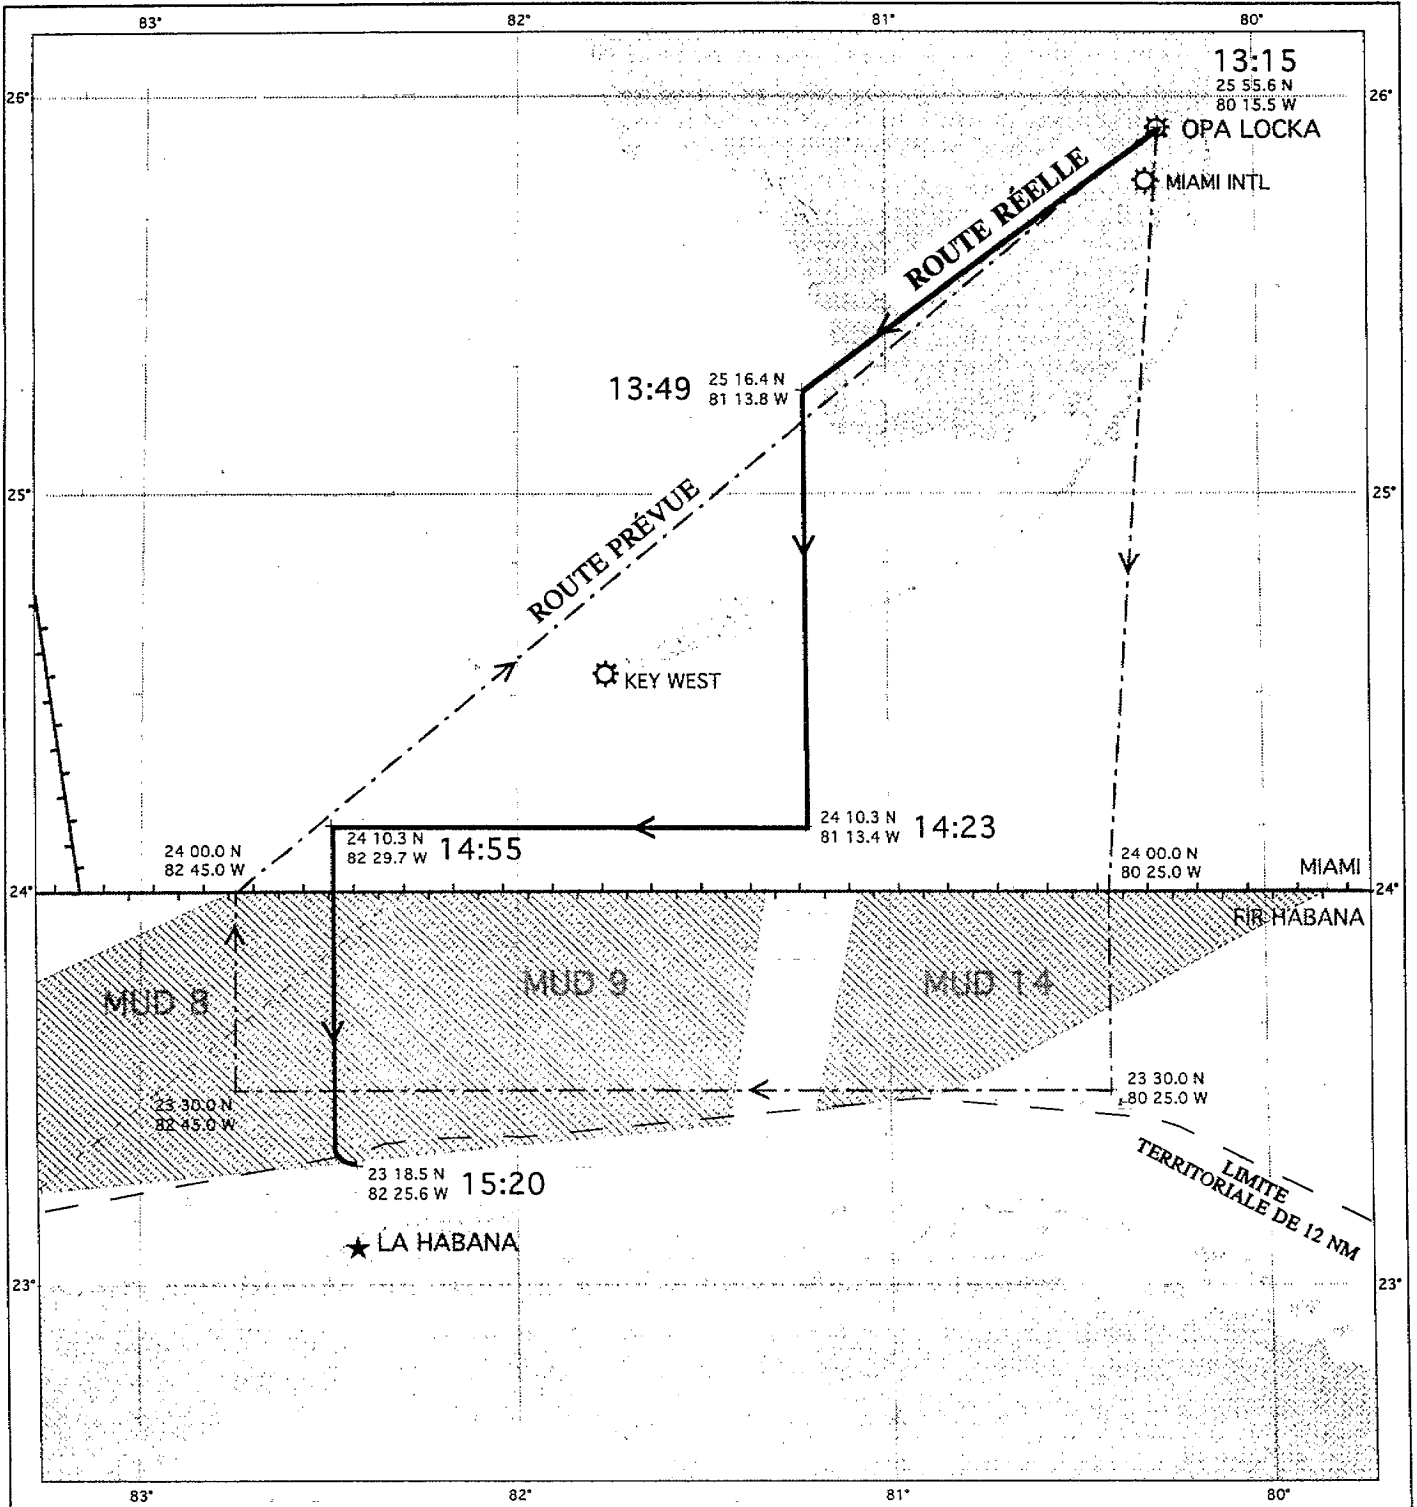 83°
82°
81°
80°
13:15
25 55.6 N
80 15.5 W
26°
26°
OPA LOCKA
MIAMI INTL
ROUTE RÉELLE
13:49
25 16.4 N
81 13.8 W
25°
25°
ROUTE PRÉVUE
KEY WEST
24 10.3 N
81 13.4 W
14:23
24 10.3 N
82 29.7 W
14:55
24 00.0 N
82 45.0 W
24 00.0 N
80 25.0 W
MIAMI
24°
24°
FIR HABANA
MUD 8
MUD 9
MUD 14
23 30.0 N
82 45.0 W
23 30.0 N
80 25.0 W
LIMITE
TERRITORIALE DE 12 NM
23 18.5 N
82 25.6 W
15:20
LA HABANA
23°
23°
83°
82°
81°
80°